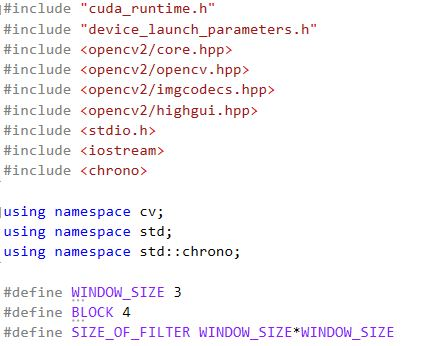 #include "cuda_runtime.h"
#include "device_launch_parameters.h"
#include <opencv2/core.hpp>
#include <opencv2/opencv.hpp>
#include <opencv2/imgcodecs.hpp>
#include <opencv2/highgui.hpp>
#include <stdio.h>
#include <iostream>
#include <chrono>
using namespace cv;
using namespace std;
using namespace std::chrono;
#define WINDOW_SIZE 3
#define BLOCK 4
#define SIZE_OF_FILTER WINDOW_SIZE*WINDOW_SIZE